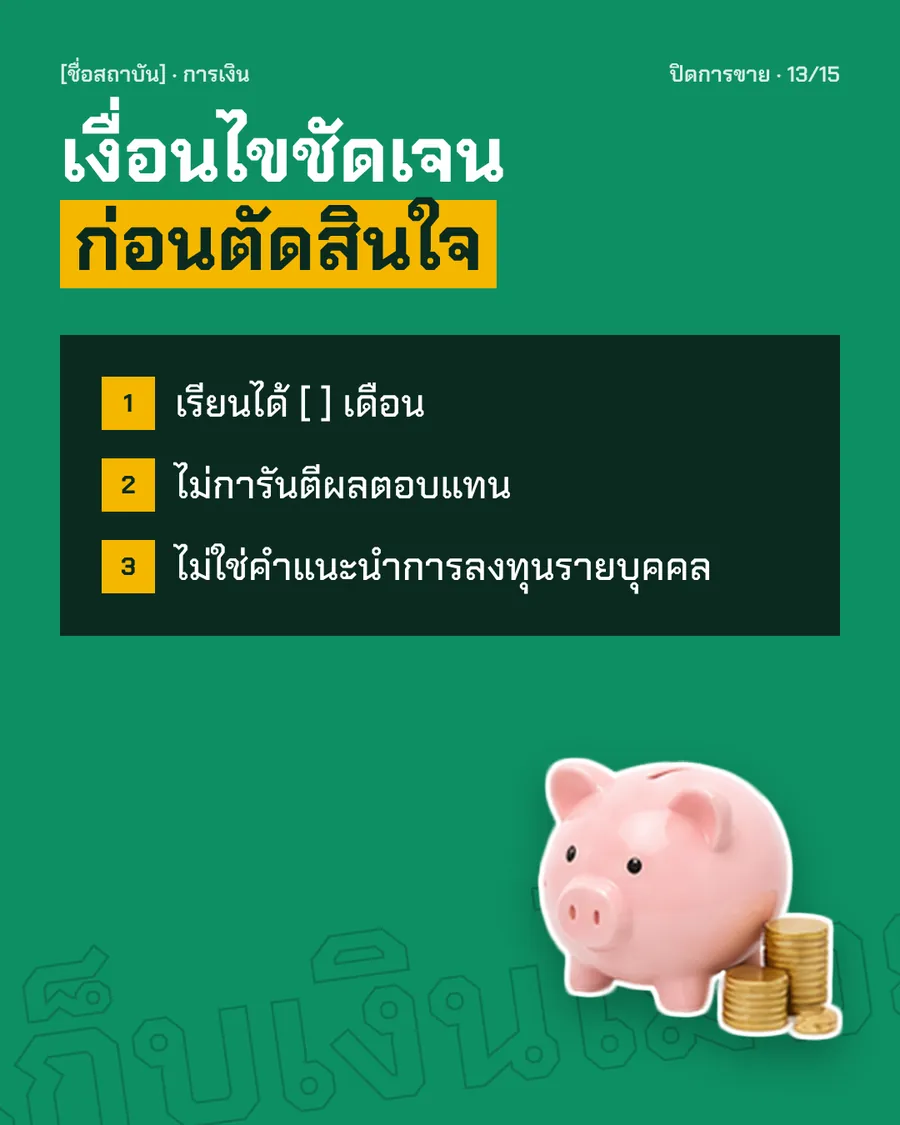 [ชื่อสถาบัน] · การเงิน
ปิดการขาย · 13/15
เงื่อนไขชัดเจน
ก่อนตัดสินใจ
1 เรียนได้ [ ] เดือน
2 ไม่การันตีผลตอบแทน
3 ไม่ใช่คำแนะนำการลงทุนรายบุคคล